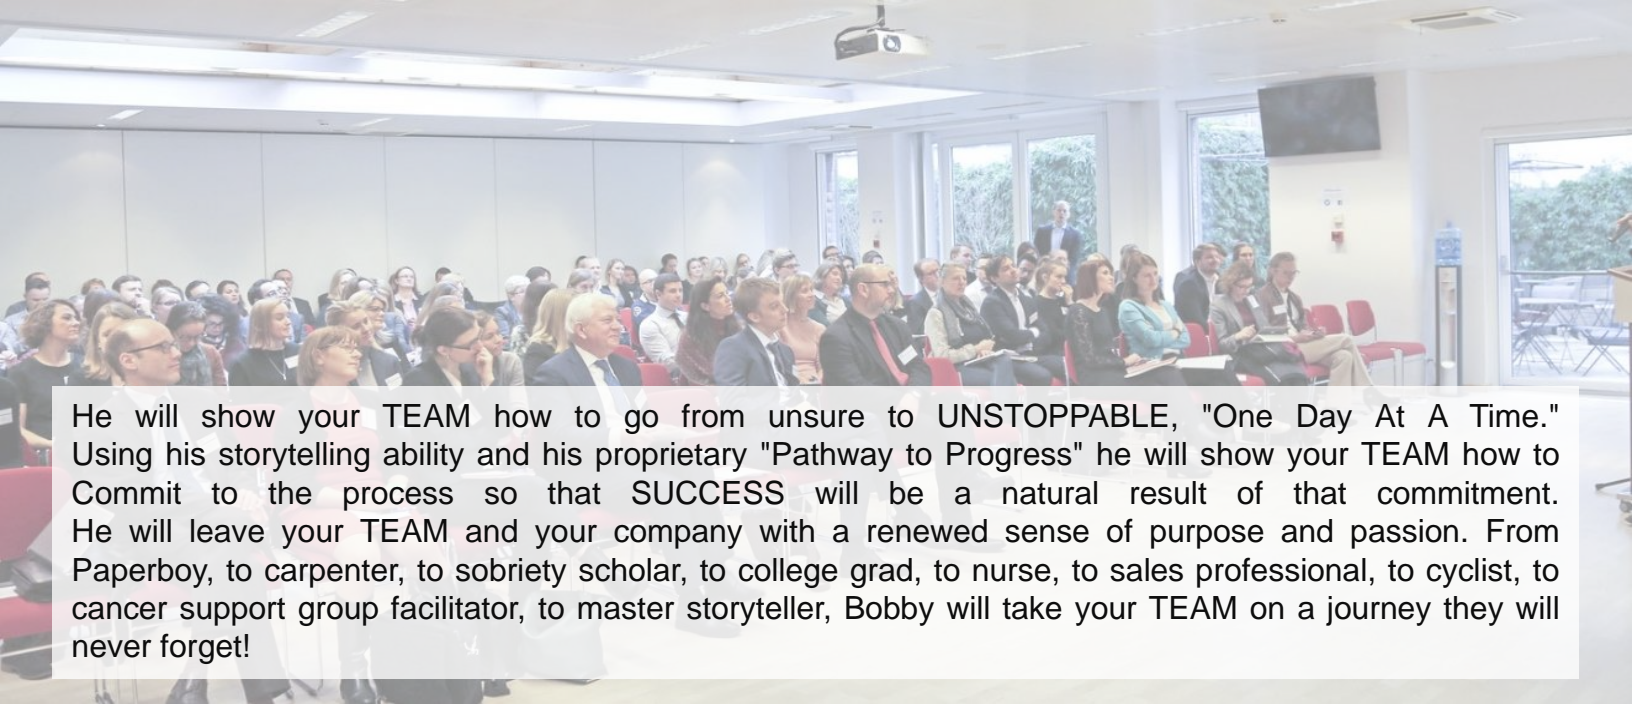 He will show your TEAM how to go from unsure to UNSTOPPABLE, "One Day At A Time."
Using his storytelling ability and his proprietary "Pathway to Progress" he will show your TEAM how to
Commit to the process so that SUCCESS will be a natural result of that commitment.
He will leave your TEAM and your company with a renewed sense of purpose and passion. From
Paperboy, to carpenter, to sobriety scholar, to college grad, to nurse, to sales professional, to cyclist, to
cancer support group facilitator, to master storyteller, Bobby will take your TEAM on a journey they will
never forget!